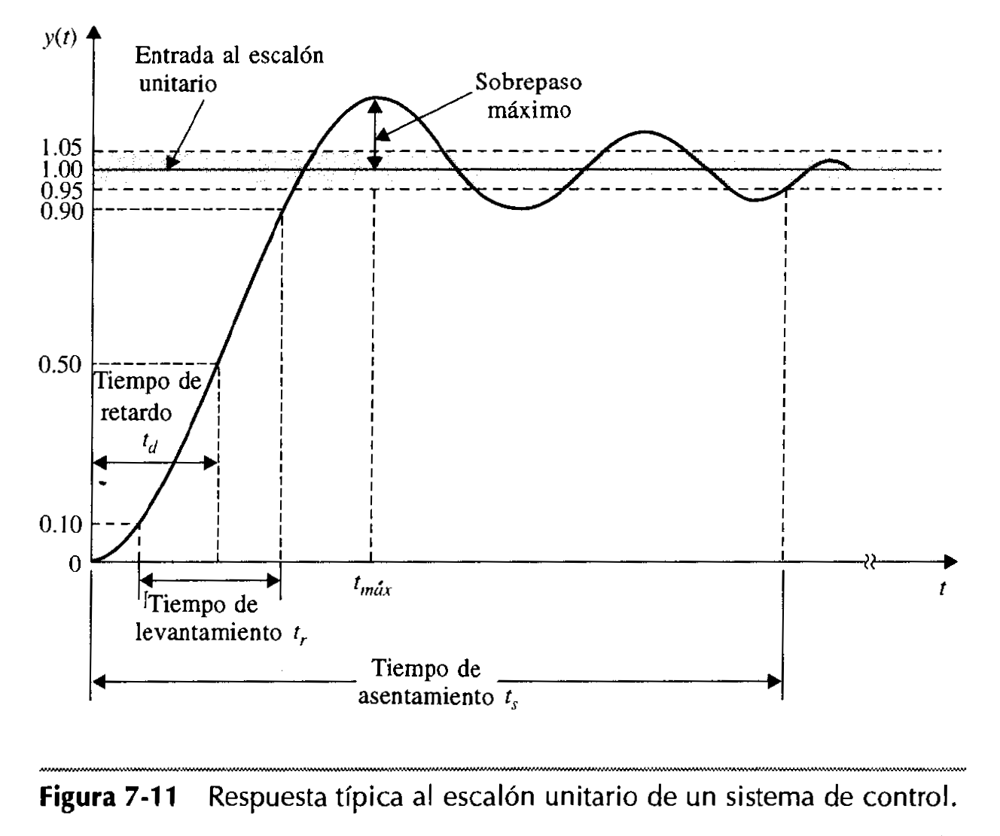 y(t)
Entrada al escalón
unitario
Sobrepaso
máximo
1.05
1.00
0.95
0.90
0.50
Tiempo de
retardo
t_d
0.10
0
t_máx
t
Tiempo de
levantamiento t_r
Tiempo de
asentamiento t_s
Figura 7-11 Respuesta típica al escalón unitario de un sistema de control.